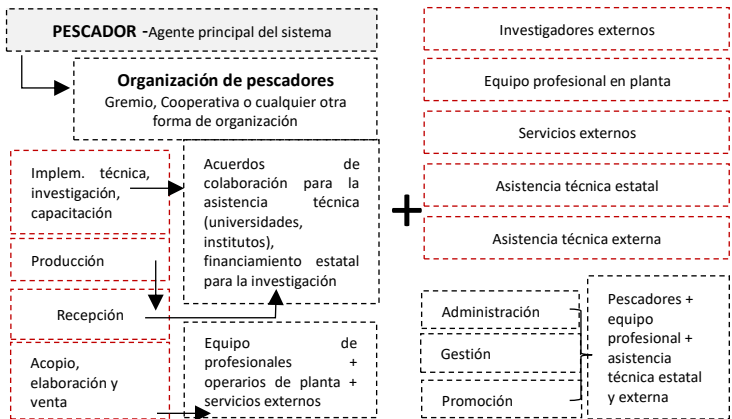 PESCADOR -Agente principal del sistema
Organización de pescadores
Gremio, Cooperativa o cualquier otra
forma de organización
Implem. técnica,
investigación,
capacitación
Acuerdos de
colaboración para la
asistencia técnica
(universidades,
institutos),
financiamiento estatal
para la investigación
Producción
Recepción
Acopio,
elaboración y
venta
Equipo de
profesionales +
operarios de planta +
servicios externos
+
Investigadores externos
Equipo profesional en planta
Servicios externos
Asistencia técnica estatal
Asistencia técnica externa
Administración
Gestión
Promoción
Pescadores +
equipo
profesional +
asistencia
técnica estatal
y externa